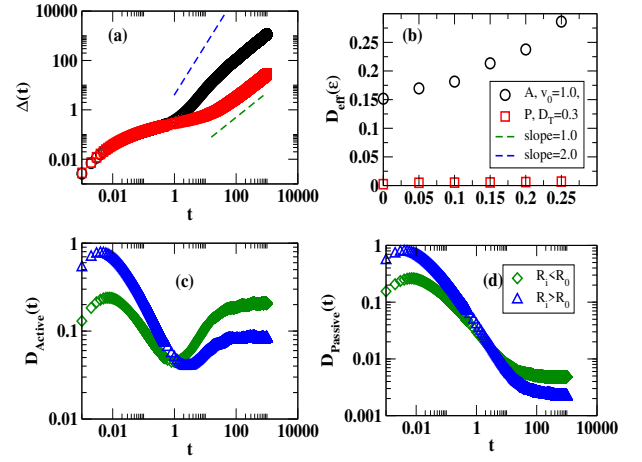 10000
100
1
0.01
Δ(t)
(a)
0.01 1 100 10000
t
0.25
0.2
0.15
0.1
0.05
0
D_eff(ε)
(b)
A, v_0=1.0,
P, D_T=0.3
slope=1.0
slope=2.0
0 0.05 0.1 0.15 0.2 0.25
1
0.1
0.01
D_Active(t)
(c)
0.01 1 100 10000
t
1
0.1
0.01
0.001
D_Passive(t)
(d)
R_i<R_0
R_i>R_0
0.01 1 100 10000
t